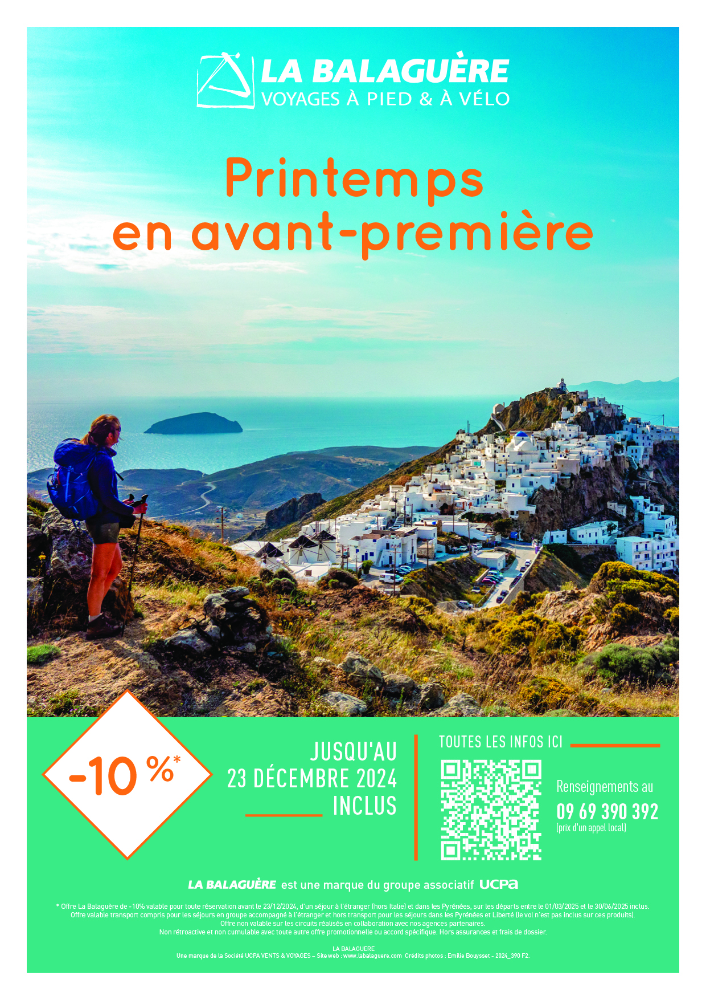 LA BALAGUÈRE
VOYAGES À PIED & À VÉLO
Printemps
en avant-première
-10 %*
JUSQU'AU
23 DÉCEMBRE 2024
INCLUS
TOUTES LES INFOS ICI
Renseignements au
09 69 390 392
(prix d'un appel local)
LA BALAGUÈRE est une marque du groupe associatif UCPA
* Offre La Balaguère de -10% valable pour toute réservation avant le 23/12/2024, d'un séjour à l'étranger (hors Italie) et dans les Pyrénées, sur les départs entre le 01/03/2025 et le 30/06/2025 inclus.
Offre valable transport compris pour les séjours en groupe accompagné à l'étranger et hors transport pour les séjours dans les Pyrénées et Liberté (le vol n'est pas inclus sur ces produits).
Offre non valable sur les circuits réalisés en collaboration avec nos agences partenaires.
Non rétroactive et non cumulable avec toute autre offre promotionnelle ou accord spécifique. Hors assurances et frais de dossier.
LA BALAGUERE
Une marque de la Société UCPA VENTS & VOYAGES – Site web : www.labalaguere.com Crédits photos : Emilie Bouysset - 2024_390 F2.